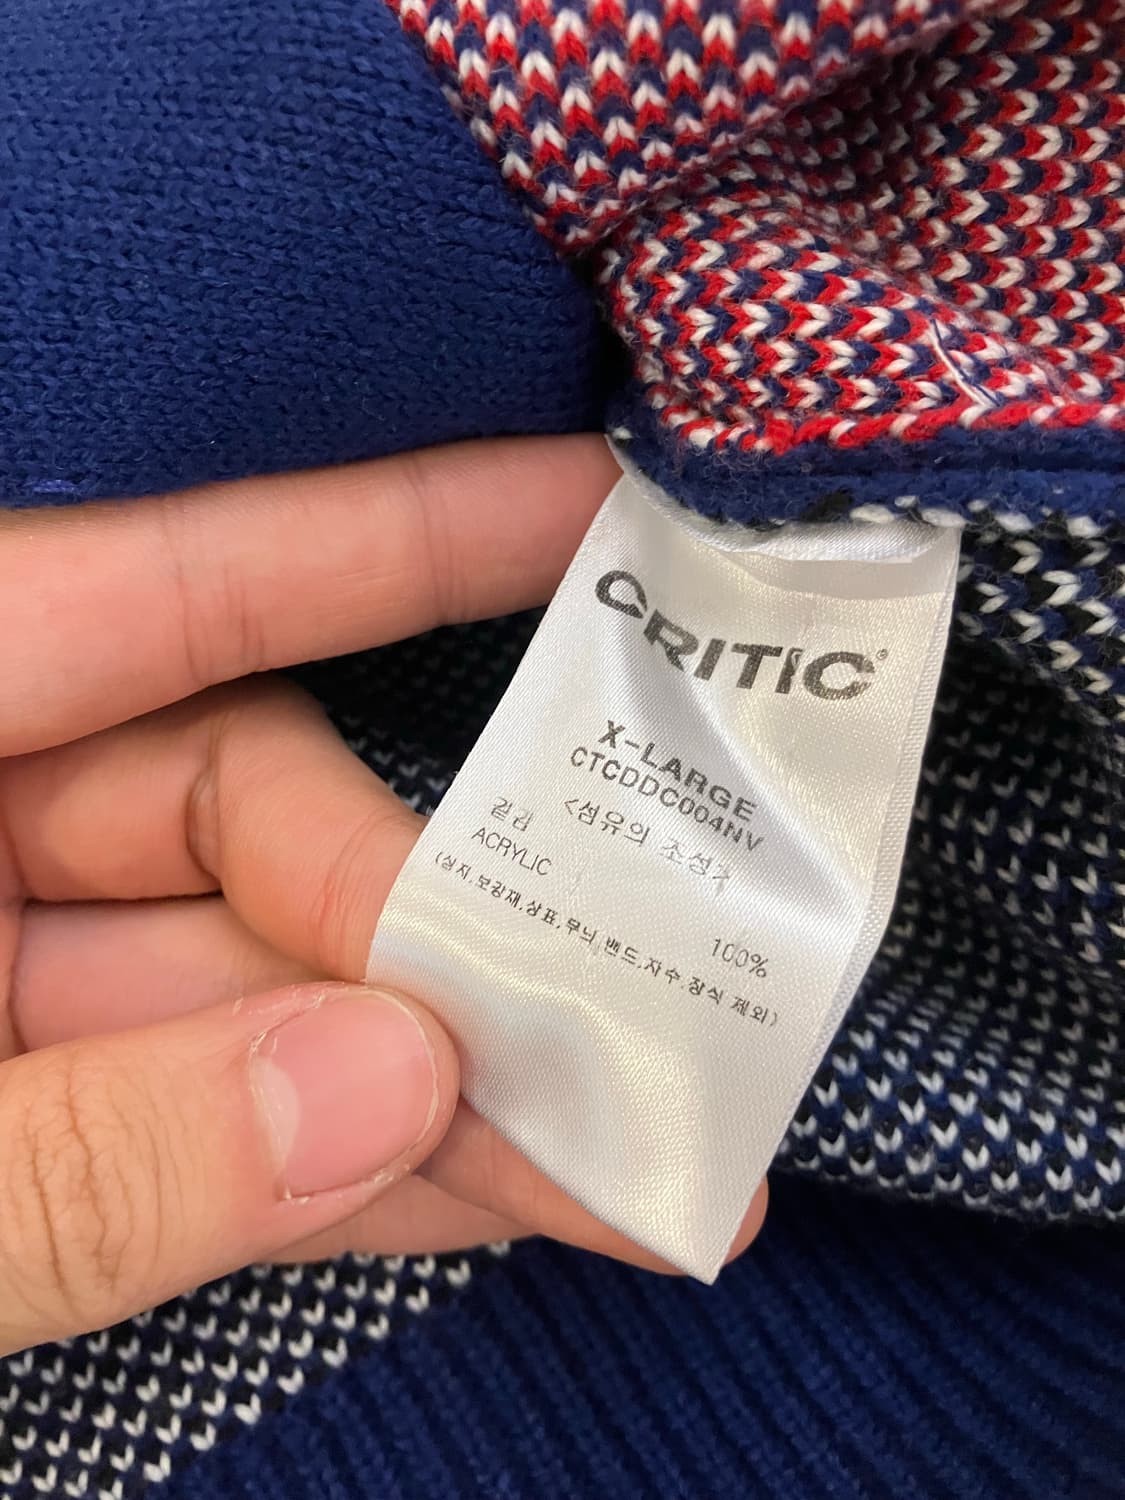 CRITIC®
X-LARGE
CTCDDC004NV
<섬유의 조성>
겉감
ACRYLIC 100%
(심지,보강재,상표,무늬 밴드,자수,장식 제외)